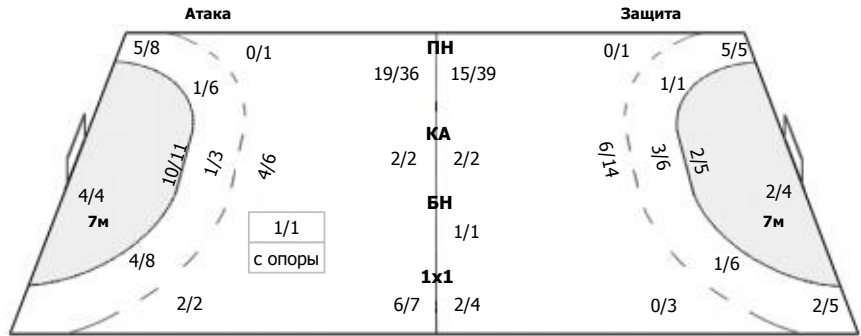 Атака Защита
5/8 0/1 ПН 0/1 5/5
19/36 15/39
1/6 1/1
КА
10/11 1/3 4/6 2/2 2/2 6/14 3/6 2/5
4/4 2/4
7м БН 7м
1/1 1/1
4/8 с опоры 1/6
1х1
2/2 6/7 2/4 0/3 2/5